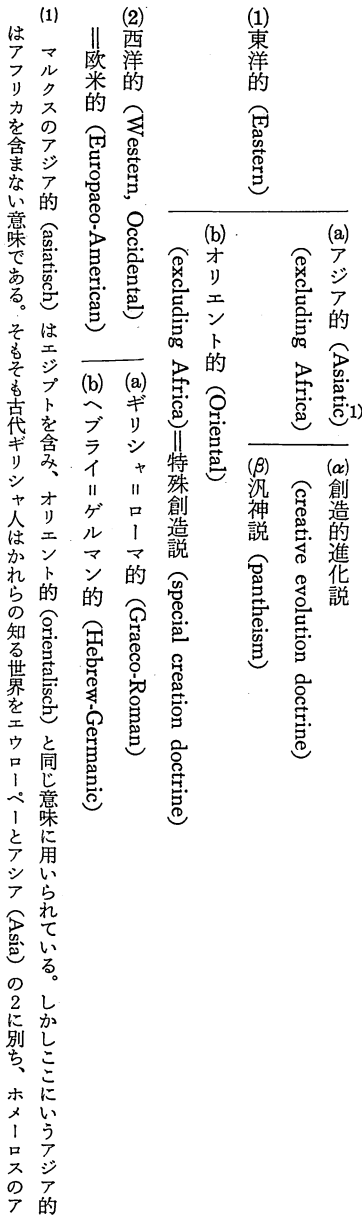 (1)東洋的 (Eastern)
(a)アジア的 (Asiatic)1)
(excluding Africa)
(α)創造的進化説
(creative evolution doctrine)
(β)汎神説 (pantheism)
(b)オリエント的 (Oriental)
(excluding Africa)=特殊創造説 (special creation doctrine)
(2)西洋的 (Western, Occidental)
=欧米的 (Europaeo-American)
(a)ギリシャ=ローマ的 (Graeco-Roman)
(b)ヘブライ=ゲルマン的 (Hebrew-Germanic)
(1) マルクスのアジア的 (asiatisch) はエジプトを含み、オリエント的 (orientalisch) と同じ意味に用いられている。しかしここにいうアジア的
はアフリカを含まない意味である。そもそも古代ギリシャ人はかれらの知る世界をエウローペーとアシア (Asia) の2に別ち、ホメーロスのア